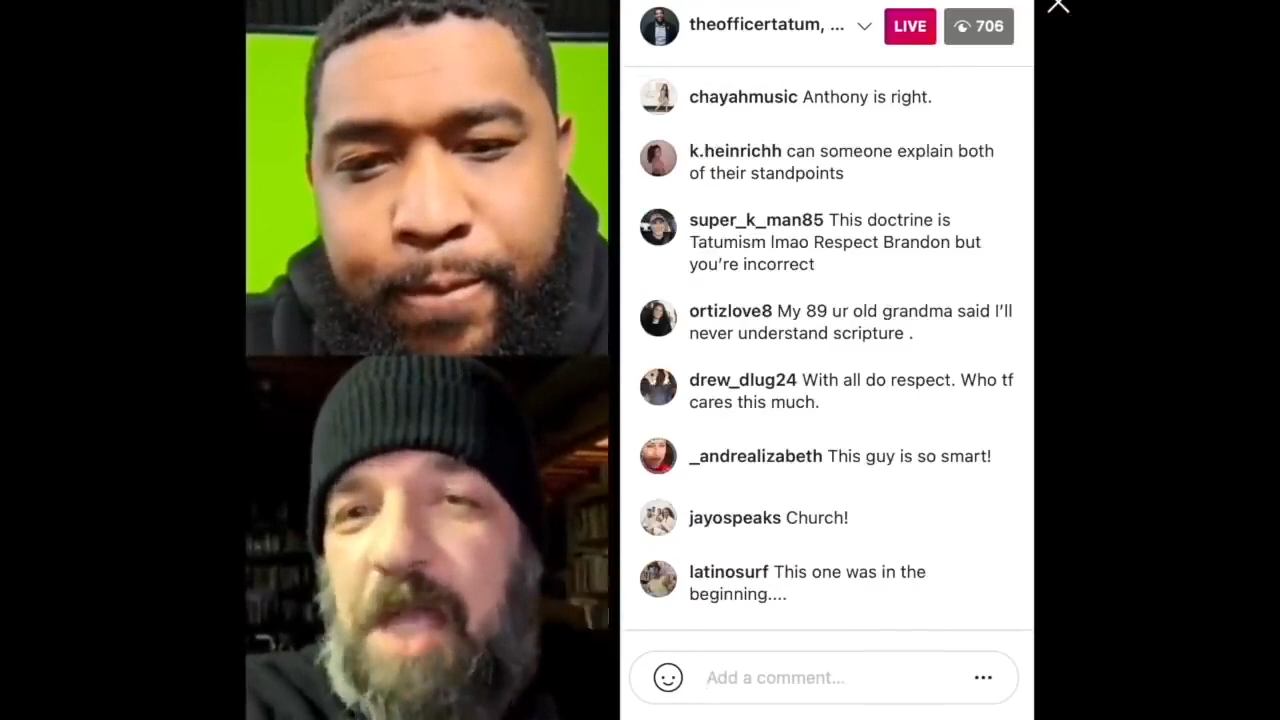 theofficertatum, ...
LIVE
706
chayahmusic Anthony is right.
k.heinrichh can someone explain both
of their standpoints
super_k_man85 This doctrine is
Tatumism lmao Respect Brandon but
you're incorrect
ortizlove8 My 89 ur old grandma said I'll
never understand scripture .
drew_dlug24 With all do respect. Who tf
cares this much.
_andrealizabeth This guy is so smart!
jayospeaks Church!
latinosurf This one was in the
beginning....
Add a comment...